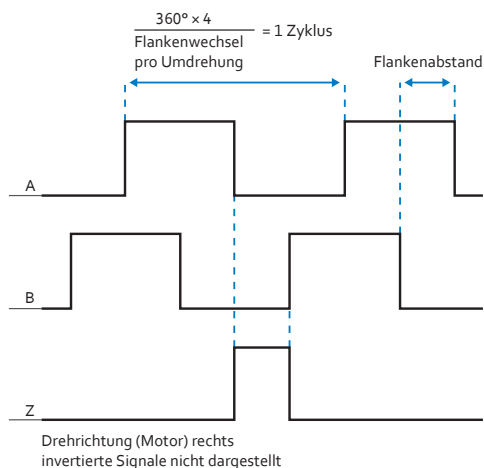 360° × 4
Flankenwechsel
pro Umdrehung
= 1 Zyklus
Flankenabstand
A
B
Z
Drehrichtung (Motor) rechts
invertierte Signale nicht dargestellt